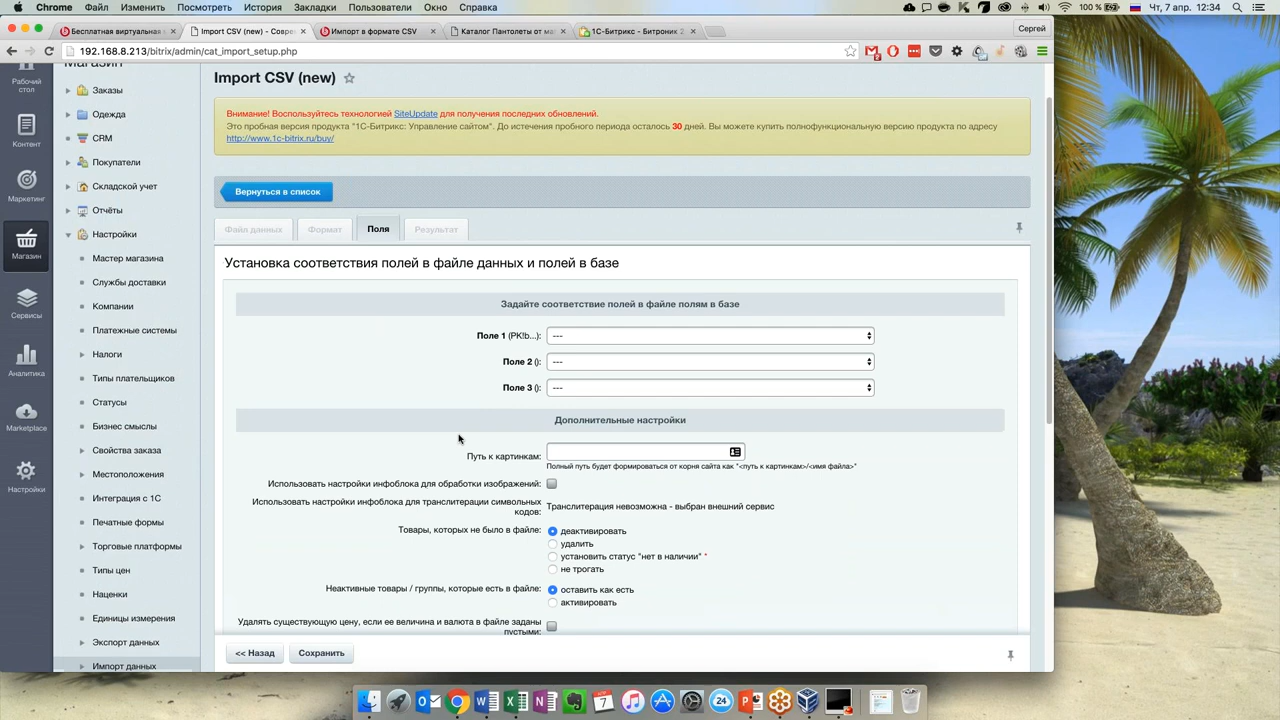 Chrome Файл Изменить Посмотреть История Закладки Пользователи Окно Справка 100 % Чт, 7 апр. 12:34
Бесплатная виртуальная Import CSV (new) – Совре Импорт в формате CSV Каталог Пантолеты от ма 1С-Битрикс - Битроник 2. Сергей
192.168.8.213/bitrix/admin/cat_import_setup.php
Рабочий стол
Контент
Маркетинг
Магазин
Сервисы
Аналитика
Marketplace
Настройки
Магазин
Заказы
Одежда
CRM
Покупатели
Складской учет
Отчёты
Настройки
Мастер магазина
Службы доставки
Компании
Платежные системы
Налоги
Типы плательщиков
Статусы
Бизнес смыслы
Свойства заказа
Местоположения
Интеграция с 1С
Печатные формы
Торговые платформы
Типы цен
Наценки
Единицы измерения
Экспорт данных
Импорт данных
Import CSV (new)
Внимание! Воспользуйтесь технологией SiteUpdate для получения последних обновлений.
Это пробная версия продукта "1С-Битрикс: Управление сайтом". До истечения пробного периода осталось 30 дней. Вы можете купить полнофункциональную версию продукта по адресу
http://www.1c-bitrix.ru/buy/
Вернуться в список
Файл данных Формат Поля Результат
Установка соответствия полей в файле данных и полей в базе
Задайте соответствие полей в файле полям в базе
Поле 1 (PK!b...): ---
Поле 2 (): ---
Поле 3 (): ---
Дополнительные настройки
Путь к картинкам:
Полный путь будет формироваться от корня сайта как "<путь к картинкам>/<имя файла>"
Использовать настройки инфоблока для обработки изображений:
Использовать настройки инфоблока для транслитерации символьных кодов: Транслитерация невозможна - выбран внешний сервис
Товары, которых не было в файле: деактивировать
удалить
установить статус "нет в наличии" *
не трогать
Неактивные товары / группы, которые есть в файле: оставить как есть
активировать
Удалять существующую цену, если ее величина и валюта в файле заданы
пустыми:
<< Назад Сохранить
7
24